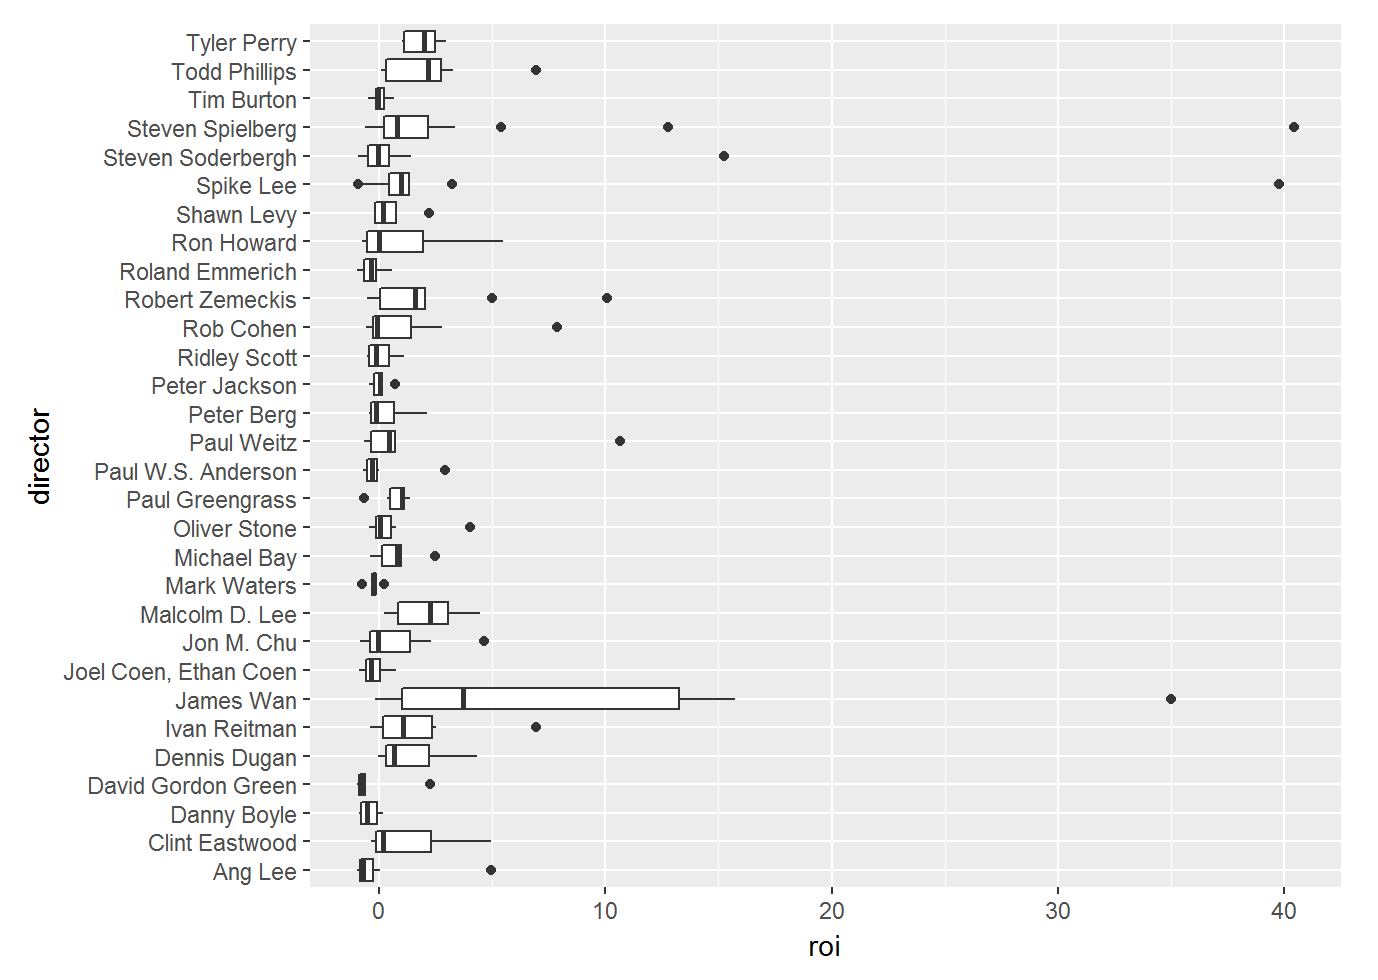 director
Tyler Perry
Todd Phillips
Tim Burton
Steven Spielberg
Steven Soderbergh
Spike Lee
Shawn Levy
Ron Howard
Roland Emmerich
Robert Zemeckis
Rob Cohen
Ridley Scott
Peter Jackson
Peter Berg
Paul Weitz
Paul W.S. Anderson
Paul Greengrass
Oliver Stone
Michael Bay
Mark Waters
Malcolm D. Lee
Jon M. Chu
Joel Coen, Ethan Coen
James Wan
Ivan Reitman
Dennis Dugan
David Gordon Green
Danny Boyle
Clint Eastwood
Ang Lee
0 10 20 30 40
roi